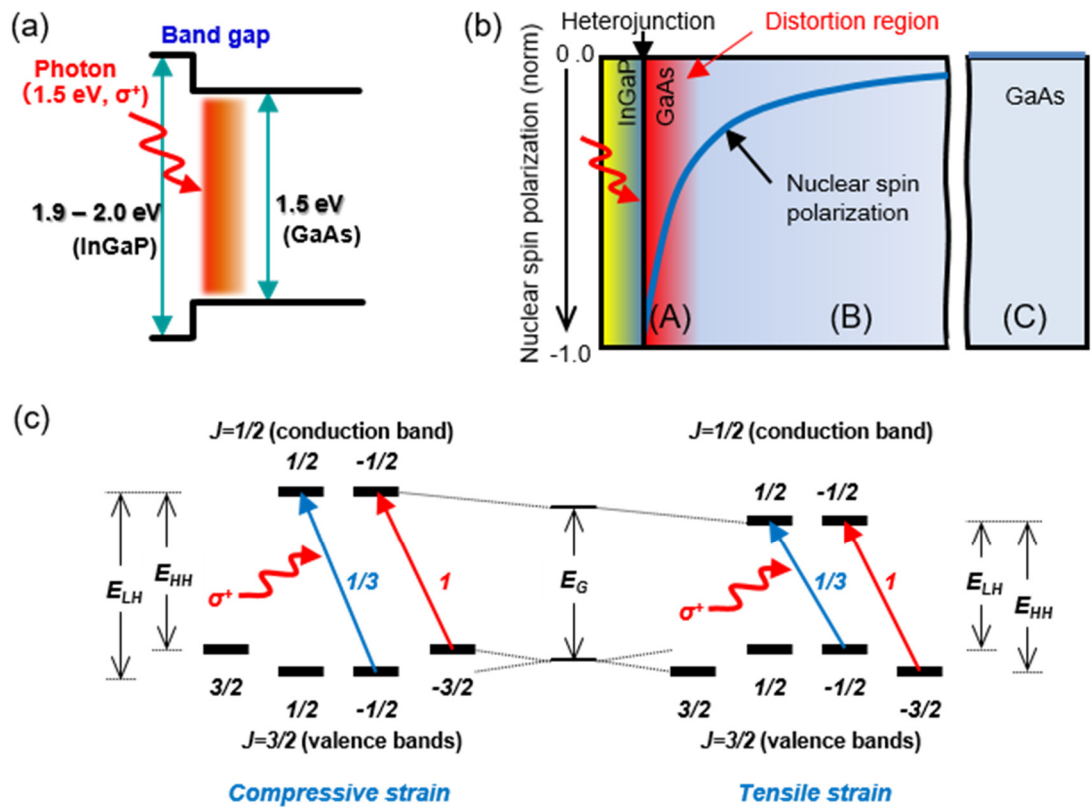 (a)
Band gap
Photon
(1.5 eV, σ⁺)
1.9 – 2.0 eV
(InGaP)
1.5 eV
(GaAs)
(b)
Heterojunction
Distortion region
Nuclear spin polarization (norm)
0.0
-1.0
InGaP
GaAs
Nuclear spin
polarization
(A)
(B)
GaAs
(C)
(c)
J=1/2 (conduction band)
1/2 -1/2
E_LH
E_HH
σ⁺
1/3
1
3/2
1/2 -1/2
-3/2
J=3/2 (valence bands)
Compressive strain
E_G
J=1/2 (conduction band)
1/2 -1/2
σ⁺
1/3
1
E_LH
E_HH
3/2
1/2 -1/2
-3/2
J=3/2 (valence bands)
Tensile strain